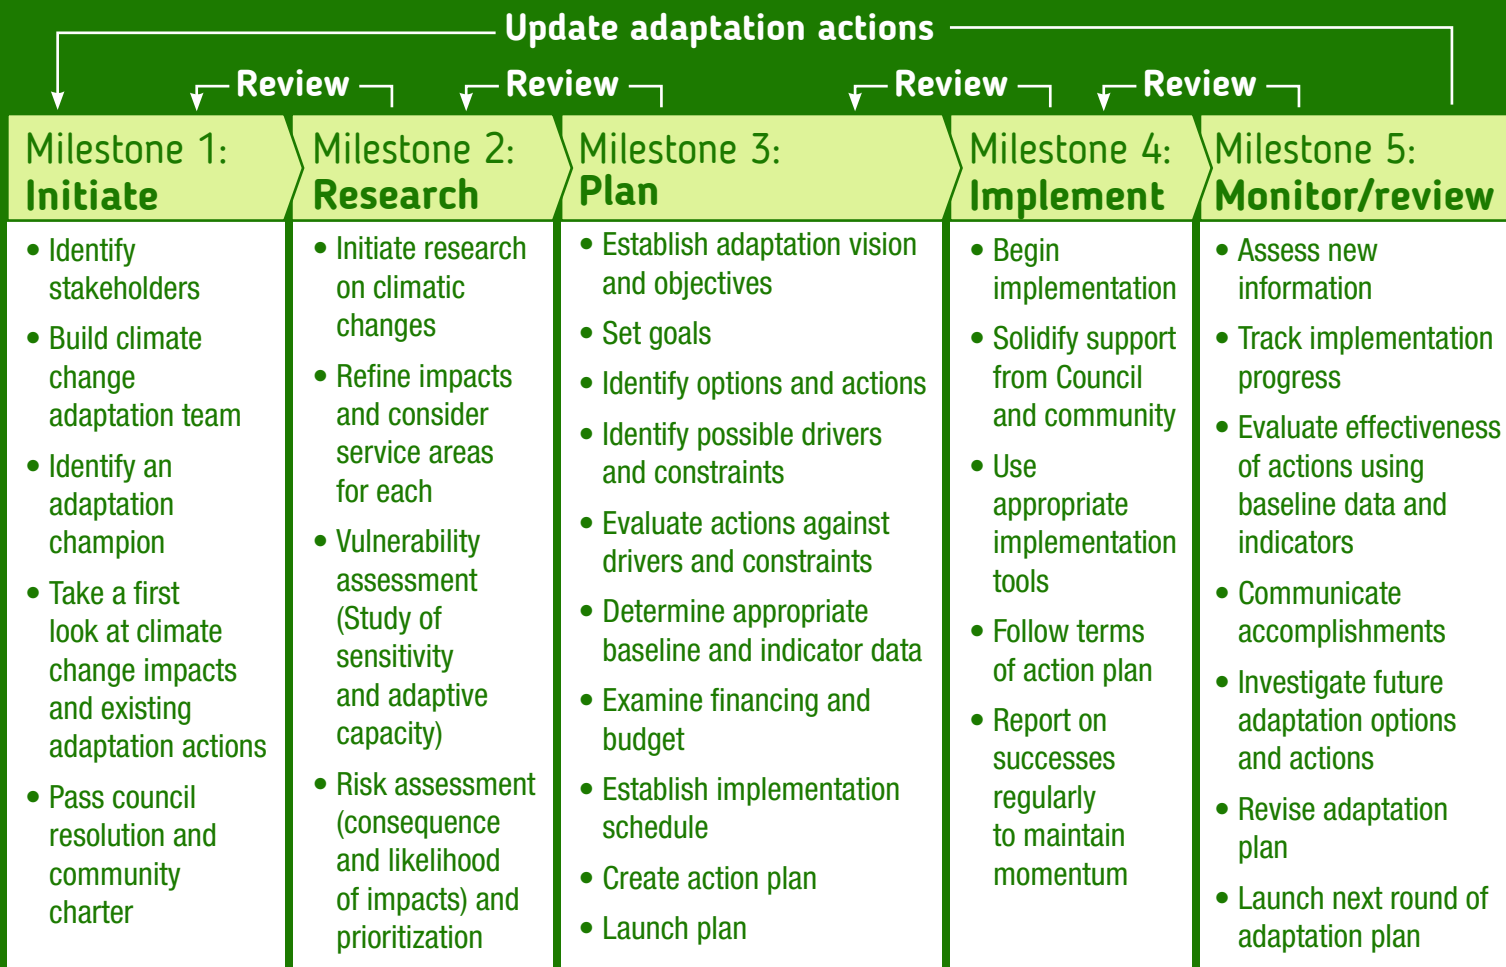 Update adaptation actions
Review
Review
Review
Review
Milestone 1:
Initiate
• Identify
stakeholders
• Build climate
change
adaptation team
• Identify an
adaptation
champion
• Take a first
look at climate
change impacts
and existing
adaptation actions
• Pass council
resolution and
community
charter
Milestone 2:
Research
• Initiate research
on climatic
changes
• Refine impacts
and consider
service areas
for each
• Vulnerability
assessment
(Study of
sensitivity
and adaptive
capacity)
• Risk assessment
(consequence
and likelihood
of impacts) and
prioritization
Milestone 3:
Plan
• Establish adaptation vision
and objectives
• Set goals
• Identify options and actions
• Identify possible drivers
and constraints
• Evaluate actions against
drivers and constraints
• Determine appropriate
baseline and indicator data
• Examine financing and
budget
• Establish implementation
schedule
• Create action plan
• Launch plan
Milestone 4:
Implement
• Begin
implementation
• Solidify support
from Council
and community
• Use
appropriate
implementation
tools
• Follow terms
of action plan
• Report on
successes
regularly
to maintain
momentum
Milestone 5:
Monitor/review
• Assess new
information
• Track implementation
progress
• Evaluate effectiveness
of actions using
baseline data and
indicators
• Communicate
accomplishments
• Investigate future
adaptation options
and actions
• Revise adaptation
plan
• Launch next round of
adaptation plan